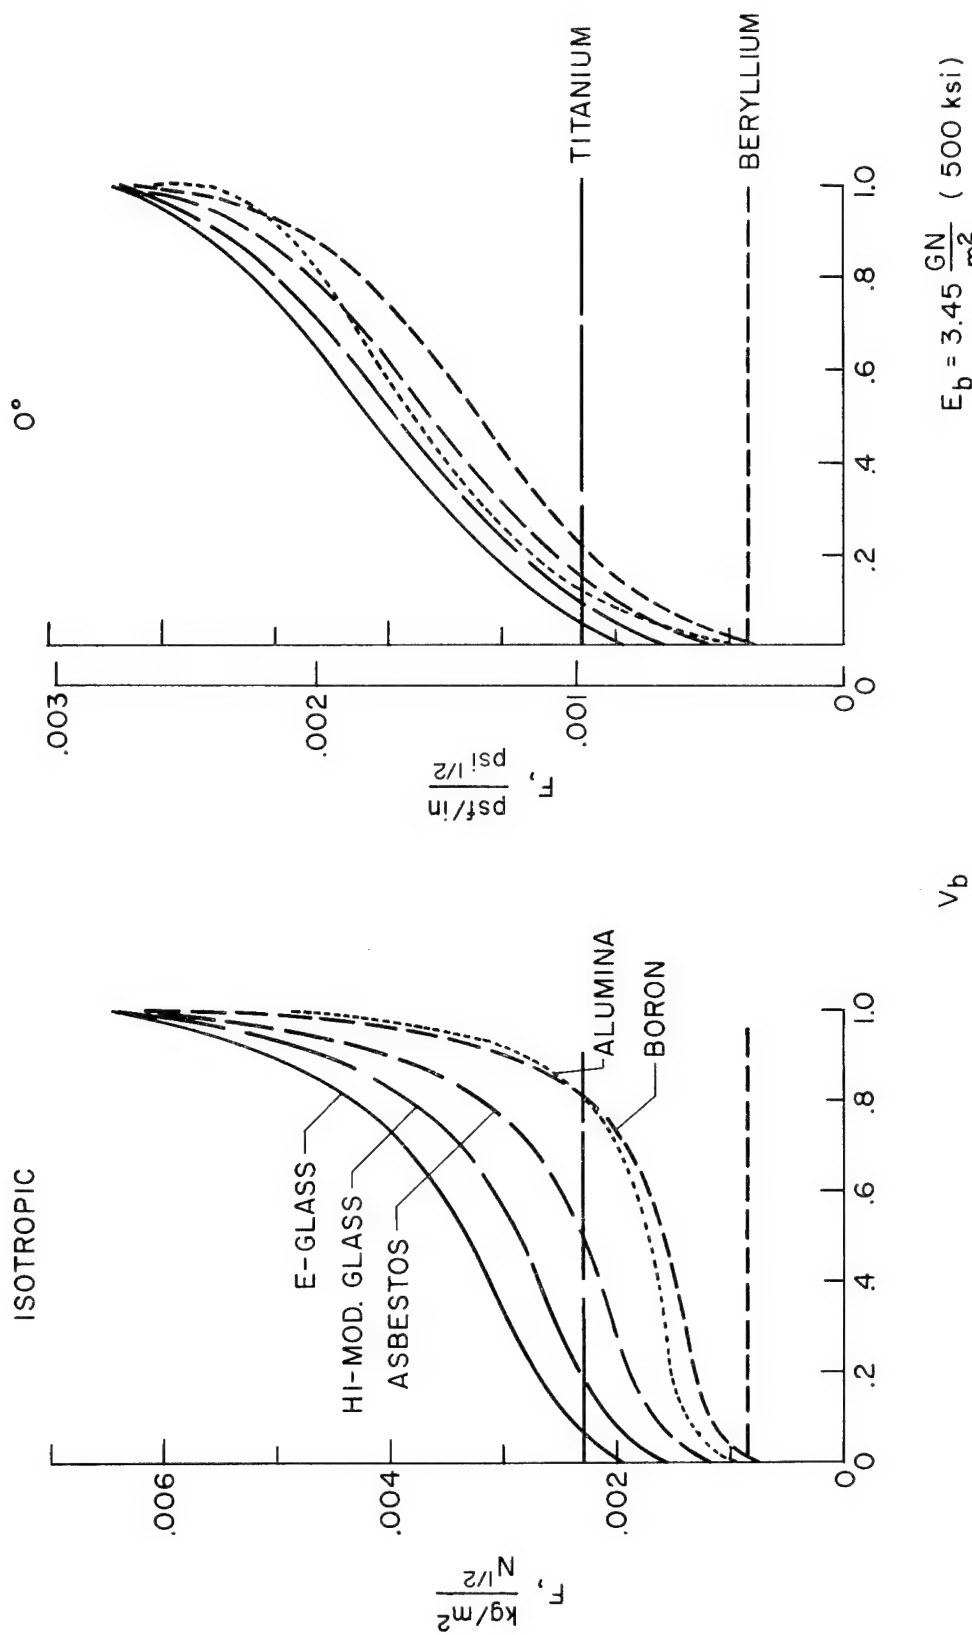 ISOTROPIC
0°
F, kg/m² / N^1/2
.006
.004
.002
0
E-GLASS
HI-MOD. GLASS
ASBESTOS
ALUMINA
BORON
0 .2 .4 .6 .8 1.0
F, psf/in / psi^1/2
.003
.002
.001
0
TITANIUM
BERYLLIUM
0 .2 .4 .6 .8 1.0
V_b
E_b = 3.45 GN/m² (500 ksi)